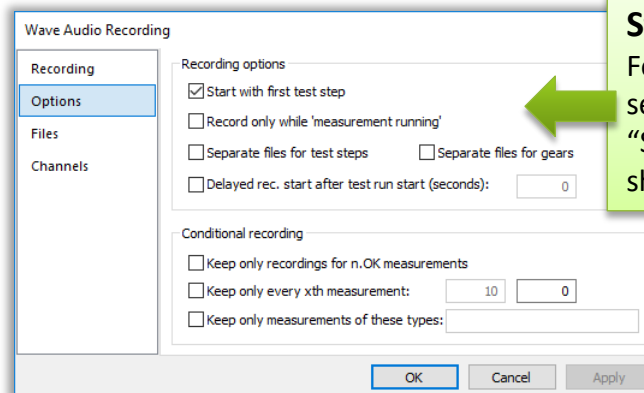 Wave Audio Recording
Recording
Options
Files
Channels
Recording options
Start with first test step
Record only while 'measurement running'
Separate files for test steps Separate files for gears
Delayed rec. start after test run start (seconds): 0
Conditional recording
Keep only recordings for n.OK measurements
Keep only every xth measurement: 10 0
Keep only measurements of these types:
OK Cancel Apply